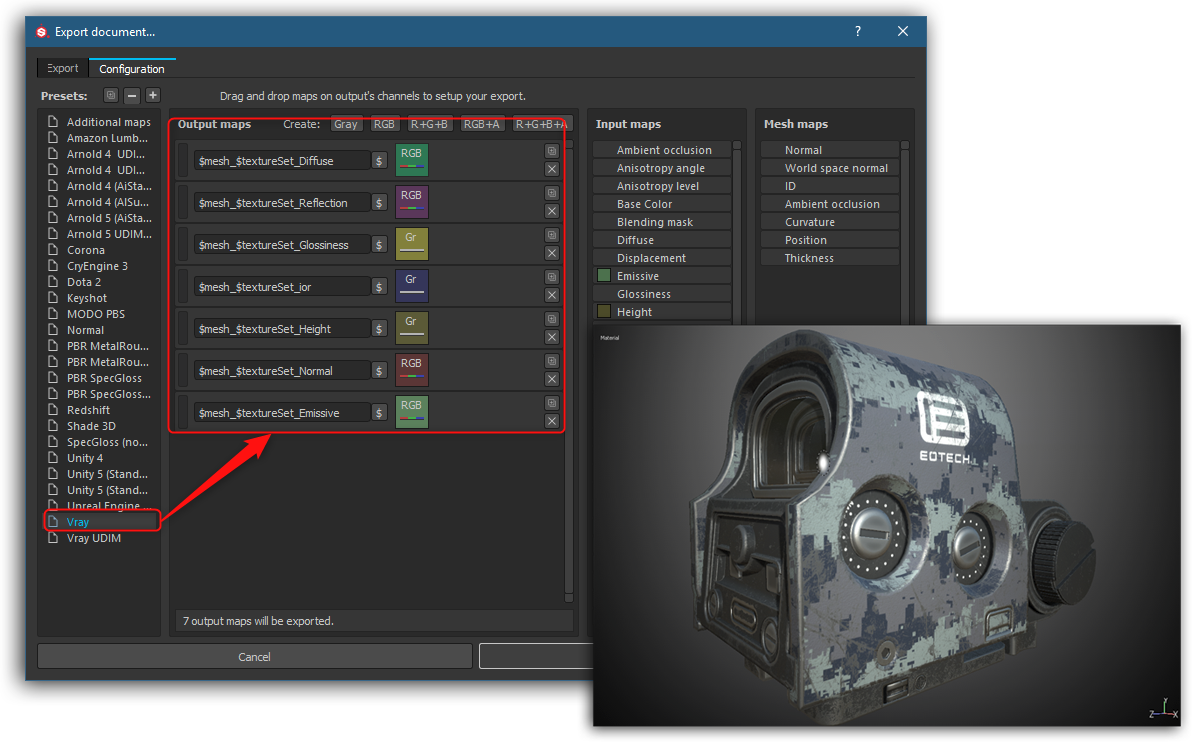 Export document...
?
Export
Configuration
Presets:
Drag and drop maps on output's channels to setup your export.
Additional maps
Amazon Lumb...
Arnold 4 UDI...
Arnold 4 UDI...
Arnold 4 (AiSta...
Arnold 4 (AlSu...
Arnold 5 (AiSta...
Arnold 5 UDIM...
Corona
CryEngine 3
Dota 2
Keyshot
MODO PBS
Normal
PBR MetalRou...
PBR MetalRou...
PBR SpecGloss
PBR SpecGloss...
Redshift
Shade 3D
SpecGloss (no...
Unity 4
Unity 5 (Stand...
Unity 5 (Stand...
Unreal Engine ...
Vray
Vray UDIM
Output maps
Create:
Gray
RGB
R+G+B
RGB+A
R+G+B+A
$mesh_$textureSet_Diffuse $ RGB
$mesh_$textureSet_Reflection $ RGB
$mesh_$textureSet_Glossiness $ Gr
$mesh_$textureSet_ior $ Gr
$mesh_$textureSet_Height $ Gr
$mesh_$textureSet_Normal $ RGB
$mesh_$textureSet_Emissive $ RGB
7 output maps will be exported.
Input maps
Ambient occlusion
Anisotropy angle
Anisotropy level
Base Color
Blending mask
Diffuse
Displacement
Emissive
Glossiness
Height
Mesh maps
Normal
World space normal
ID
Ambient occlusion
Curvature
Position
Thickness
Cancel
Material
EOTECH
Y
Z X